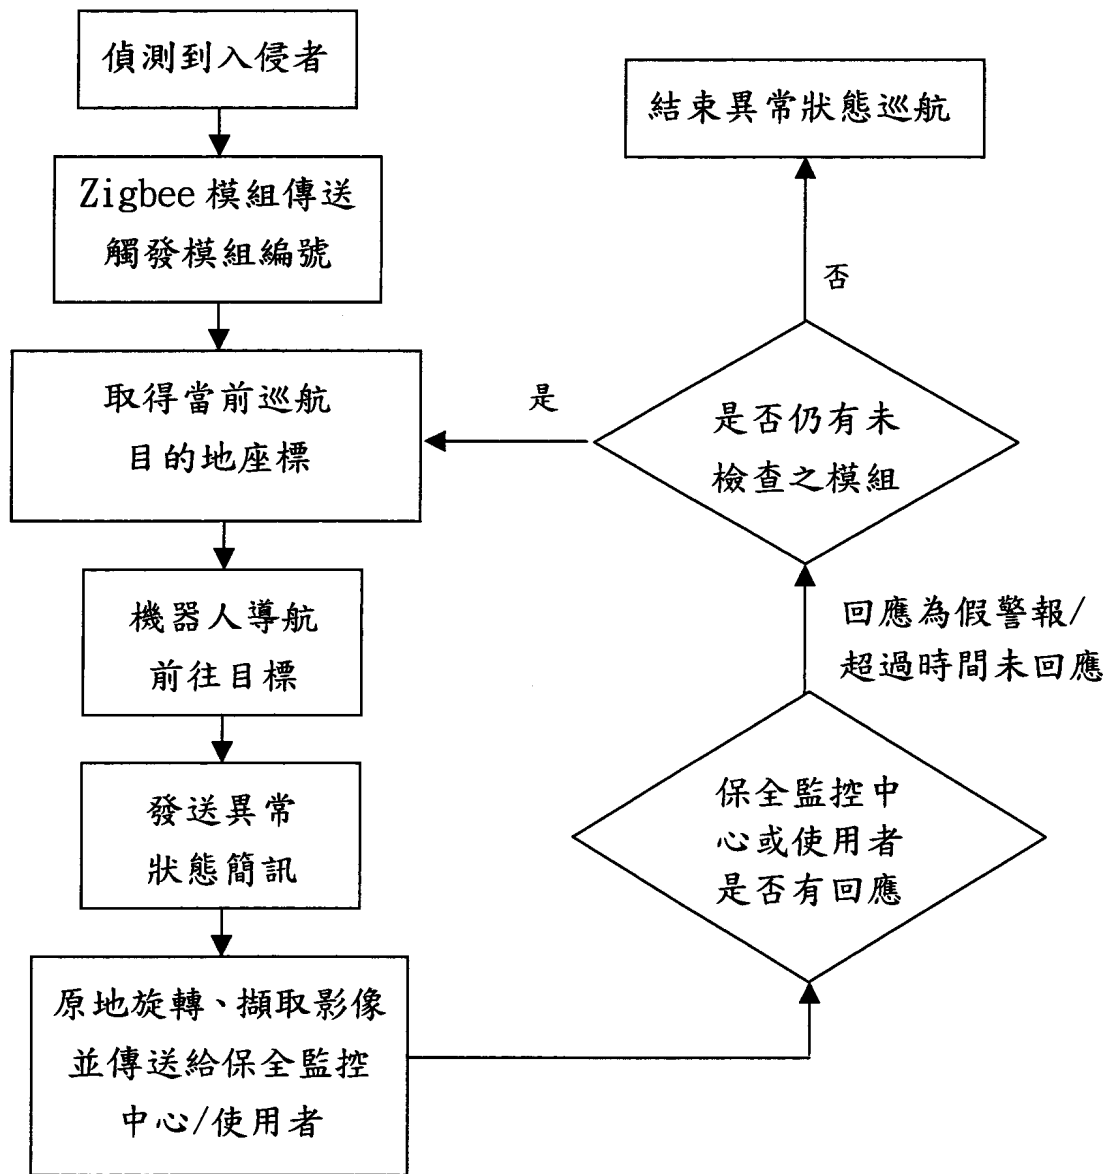 偵測到入侵者
Zigbee 模組傳送
觸發模組編號
取得當前巡航
目的地座標
機器人導航
前往目標
發送異常
狀態簡訊
原地旋轉、擷取影像
並傳送給保全監控
中心/使用者
保全監控中
心或使用者
是否有回應
回應為假警報/
超過時間未回應
是否仍有未
檢查之模組
是
否
結束異常狀態巡航